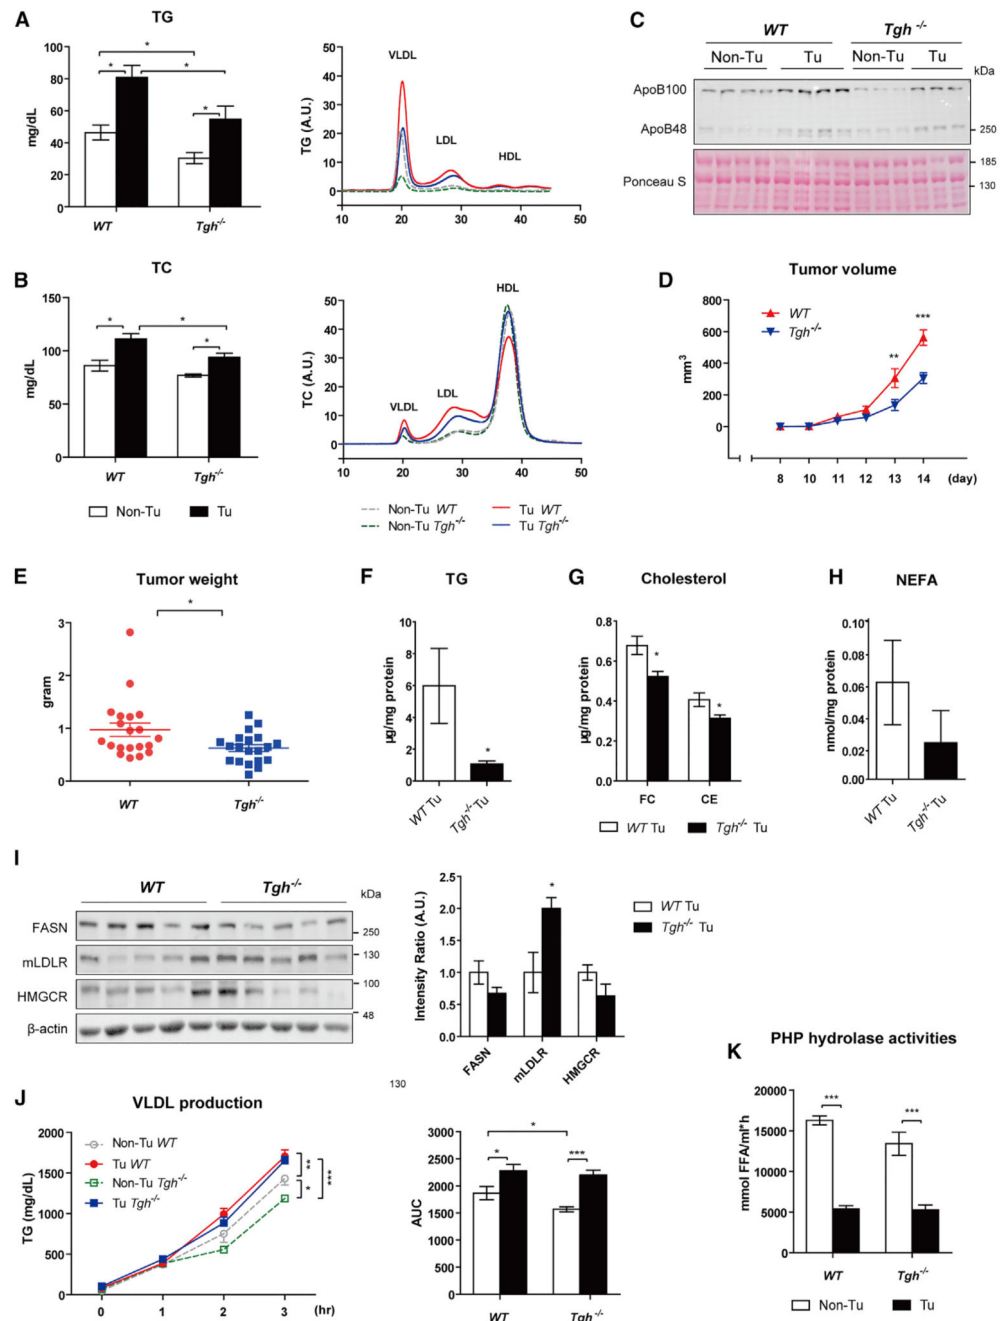 A
TG
mg/dL
100
80
60
40
20
0
*
*
*
*
WT
Tgh-/-
TG (A.U.)
50
40
30
20
10
0
VLDL
LDL
HDL
10 20 30 40 50
B
TC
mg/dL
150
100
50
0
*
*
*
WT
Tgh-/-
Non-Tu
Tu
TC (A.U.)
50
40
30
20
10
0
VLDL
LDL
HDL
10 20 30 40 50
Non-Tu WT
Tu WT
Non-Tu Tgh-/-
Tu Tgh-/-
C
WT
Tgh -/-
Non-Tu Tu Non-Tu Tu
kDa
ApoB100
ApoB48
250
Ponceau S
185
130
D
Tumor volume
mm3
800
600
400
200
0
WT
Tgh-/-
**
***
8 10 11 12 13 14 (day)
E
Tumor weight
*
gram
3
2
1
0
WT
Tgh-/-
F
TG
µg/mg protein
10
8
6
4
2
0
*
WT Tu
Tgh-/- Tu
G
Cholesterol
µg/mg protein
0.8
0.6
0.4
0.2
0.0
*
*
FC CE
WT Tu
Tgh-/- Tu
H
NEFA
nmol/mg protein
0.10
0.08
0.06
0.04
0.02
0.00
WT Tu
Tgh-/- Tu
I
WT
Tgh-/-
kDa
FASN
250
mLDLR
130
HMGCR
100
48
β-actin
Intensity Ratio (A.U.)
2.5
2.0
1.5
1.0
0.5
0.0
*
FASN
mLDLR
HMGCR
WT Tu
Tgh-/- Tu
130
J
VLDL production
TG (mg/dL)
2000
1500
1000
500
0
Non-Tu WT
Tu WT
Non-Tu Tgh-/-
Tu Tgh-/-
**
*
***
0 1 2 3 (hr)
AUC
3000
2500
2000
1500
1000
500
0
*
*
***
WT
Tgh-/-
K
PHP hydrolase activities
mmol FFA/ml*h
20000
15000
10000
5000
0
***
***
WT
Tgh-/-
Non-Tu
Tu